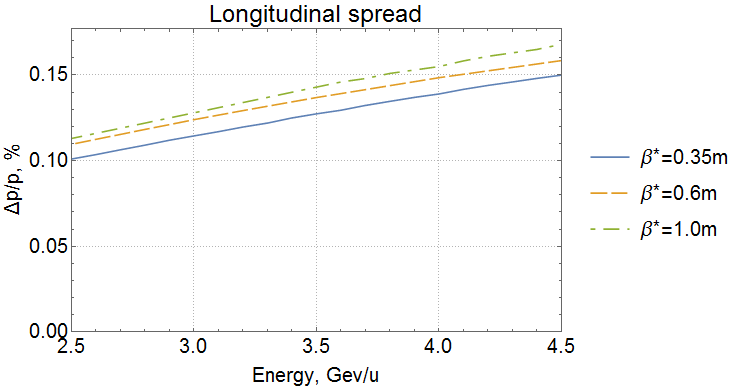 Longitudinal spread
Δp/p, %
0.15
0.10
0.05
0.00
2.5 3.0 3.5 4.0 4.5
Energy, Gev/u
β*=0.35m
β*=0.6m
β*=1.0m